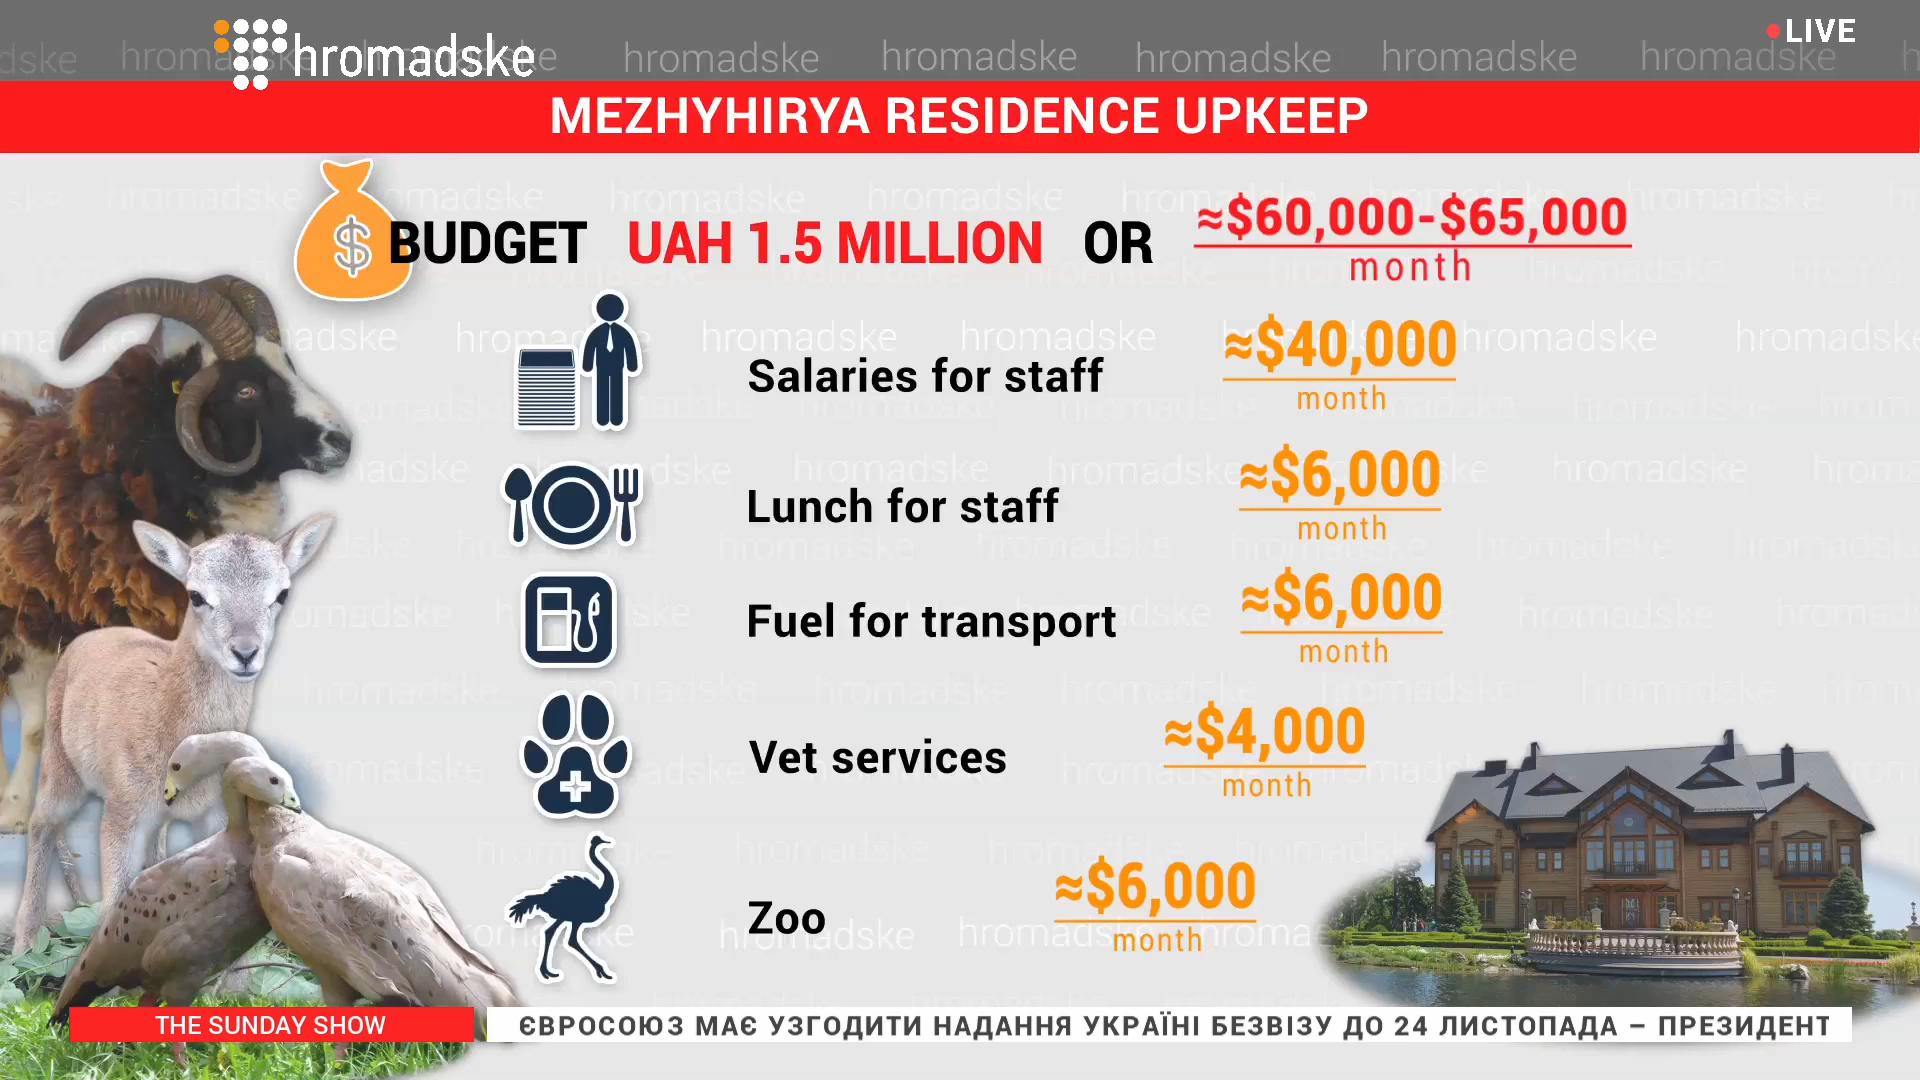 hromadske
LIVE
MEZHYHIRYA RESIDENCE UPKEEP
BUDGET UAH 1.5 MILLION OR ≈$60,000-$65,000
month
Salaries for staff ≈$40,000
month
Lunch for staff ≈$6,000
month
Fuel for transport ≈$6,000
month
Vet services ≈$4,000
month
Zoo ≈$6,000
month
THE SUNDAY SHOW
ЄВРОСОЮЗ МАЄ УЗГОДИТИ НАДАННЯ УКРАЇНІ БЕЗВІЗУ ДО 24 ЛИСТОПАДА – ПРЕЗИДЕНТ